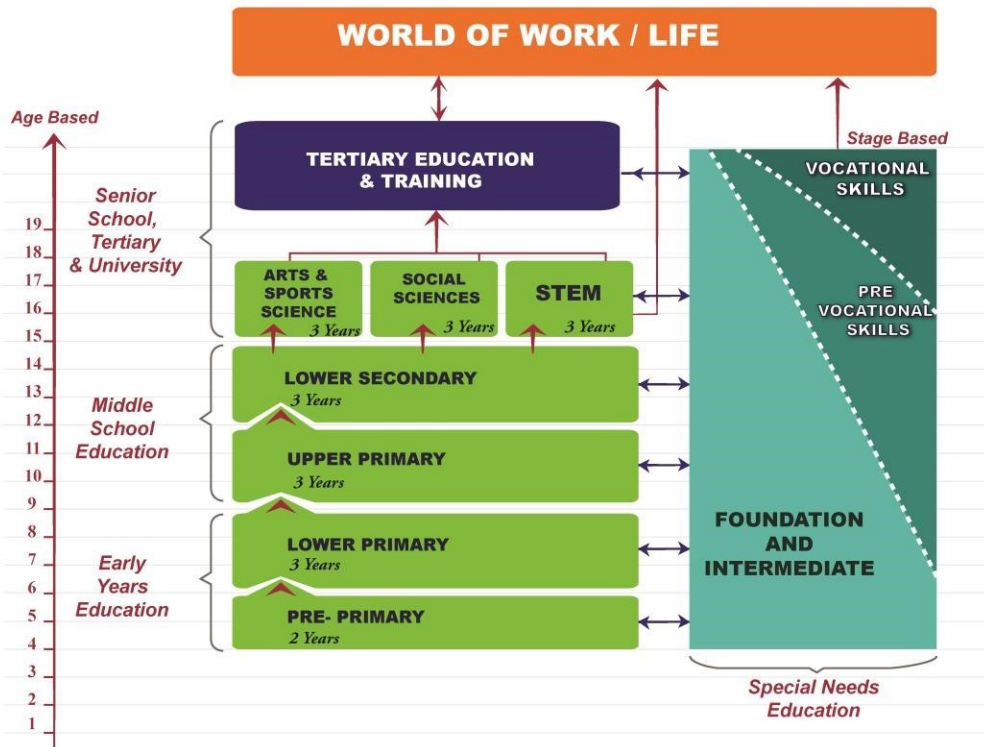 WORLD OF WORK / LIFE
Age Based
Stage Based
Senior
School,
Tertiary
& University
TERTIARY EDUCATION
& TRAINING
VOCATIONAL
SKILLS
ARTS &
SPORTS
SCIENCE
3 Years
SOCIAL
SCIENCES
3 Years
STEM
3 Years
PRE
VOCATIONAL
SKILLS
Middle
School
Education
LOWER SECONDARY
3 Years
UPPER PRIMARY
3 Years
Early
Years
Education
LOWER PRIMARY
3 Years
PRE- PRIMARY
2 Years
FOUNDATION
AND
INTERMEDIATE
Special Needs
Education
19
18
17
16
15
14
13
12
11
10
9
8
7
6
5
4
3
2
1